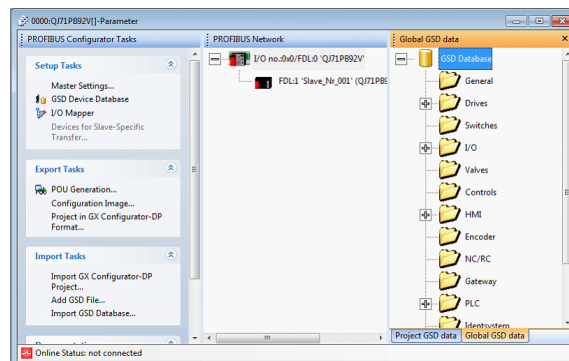 0000:QJ71PB92V[]-Parameter
PROFIBUS Configurator Tasks
Setup Tasks
Master Settings...
GSD Device Database
I/O Mapper
Devices for Slave-Specific
Transfer...
Export Tasks
POU Generation...
Configuration Image...
Project in GX Configurator-DP
Format...
Import Tasks
Import GX Configurator-DP
Project...
Add GSD File...
Import GSD Database...
PROFIBUS Network
I/O no.:0x0/FDL:0 'QJ71PB92V'
FDL:1 'Slave_Nr_001' (QJ71PB9
Global GSD data
GSD Database
General
Drives
Switches
I/O
Valves
Controls
HMI
Encoder
NC/RC
Gateway
PLC
Identsystem
Project GSD data
Global GSD data
Online Status: not connected